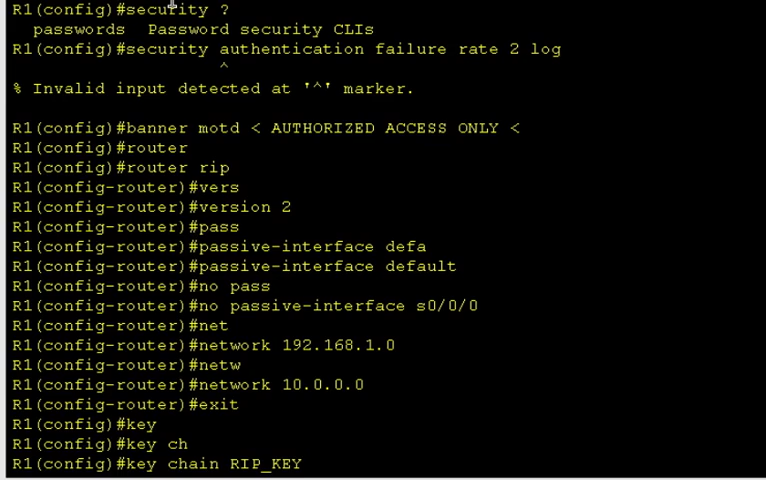 R1(config)#security ?
passwords  Password security CLIs
R1(config)#security authentication failure rate 2 log
^
% Invalid input detected at '^' marker.
R1(config)#banner motd < AUTHORIZED ACCESS ONLY <
R1(config)#router
R1(config)#router rip
R1(config-router)#vers
R1(config-router)#version 2
R1(config-router)#pass
R1(config-router)#passive-interface defa
R1(config-router)#passive-interface default
R1(config-router)#no pass
R1(config-router)#no passive-interface s0/0/0
R1(config-router)#net
R1(config-router)#network 192.168.1.0
R1(config-router)#netw
R1(config-router)#network 10.0.0.0
R1(config-router)#exit
R1(config)#key
R1(config)#key ch
R1(config)#key chain RIP_KEY